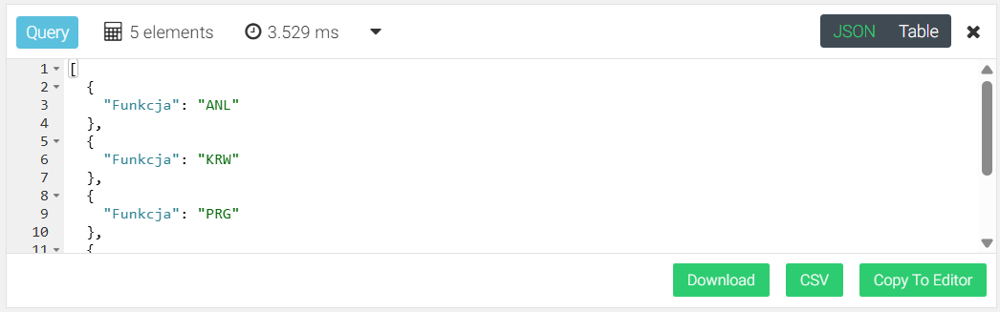 Query 5 elements 3.529 ms JSON Table
1 [
2 {
3 "Funkcja": "ANL"
4 },
5 {
6 "Funkcja": "KRW"
7 },
8 {
9 "Funkcja": "PRG"
10 },
11 {
Download CSV Copy To Editor